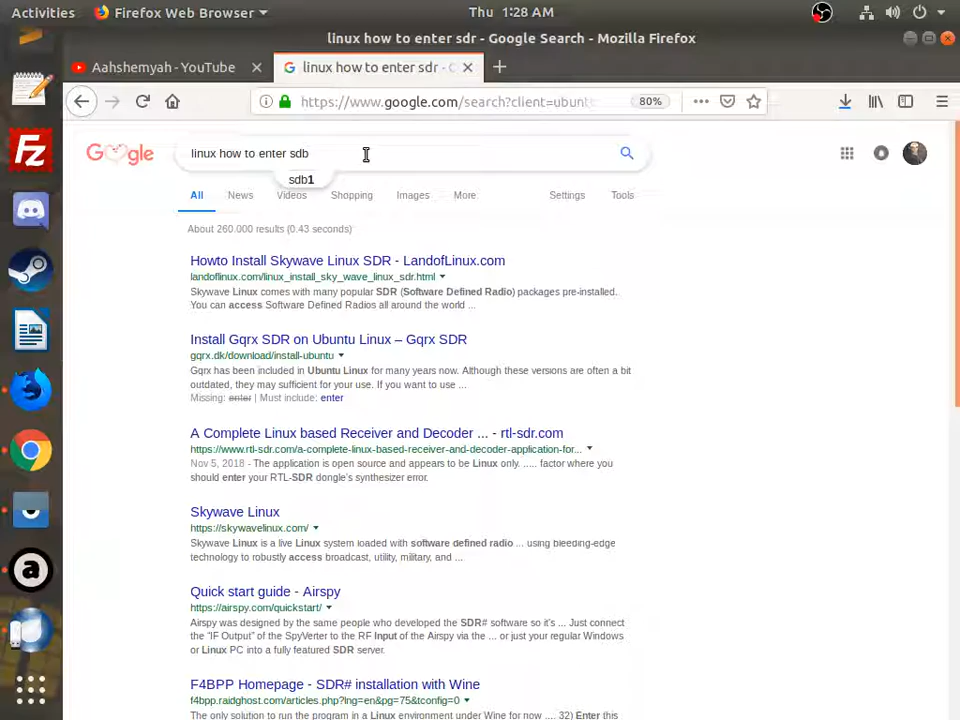 Activities Firefox Web Browser Thu 1:28 AM
linux how to enter sdr - Google Search - Mozilla Firefox
Aahshemyah - YouTube
linux how to enter sdr - G
https://www.google.com/search?client=ubunt 80%
Google
linux how to enter sdb
sdb1
All News Videos Shopping Images More Settings Tools
About 260.000 results (0.43 seconds)
Howto Install Skywave Linux SDR - LandofLinux.com
landoflinux.com/linux_install_sky_wave_linux_sdr.html
Skywave Linux comes with many popular SDR (Software Defined Radio) packages pre-installed.
You can access Software Defined Radios all around the world ...
Install Gqrx SDR on Ubuntu Linux – Gqrx SDR
gqrx.dk/download/install-ubuntu
Gqrx has been included in Ubuntu Linux for many years now. Although these versions are often a bit
outdated, they may sufficient for your use. If you want to use ...
Missing: enter | Must include: enter
A Complete Linux based Receiver and Decoder ... - rtl-sdr.com
https://www.rtl-sdr.com/a-complete-linux-based-receiver-and-decoder-application-for...
Nov 5, 2018 - The application is open source and appears to be Linux only. ..... factor where you
should enter your RTL-SDR dongle's synthesizer error.
Skywave Linux
https://skywavelinux.com/
Skywave Linux is a live Linux system loaded with software defined radio ... using bleeding-edge
technology to robustly access broadcast, utility, military, and ...
Quick start guide - Airspy
https://airspy.com/quickstart/
Airspy was designed by the same people who developed the SDR# software so it's ... Just connect
the "IF Output" of the SpyVerter to the RF Input of the Airspy via the ... or just your regular Windows
or Linux PC into a fully featured SDR server.
F4BPP Homepage - SDR# installation with Wine
f4bpp.raidghost.com/articles.php?lng=en&pg=75&tconfig=0
The only solution to run the program in a Linux environment under Wine for now .... 32) Enter this
Fz
a